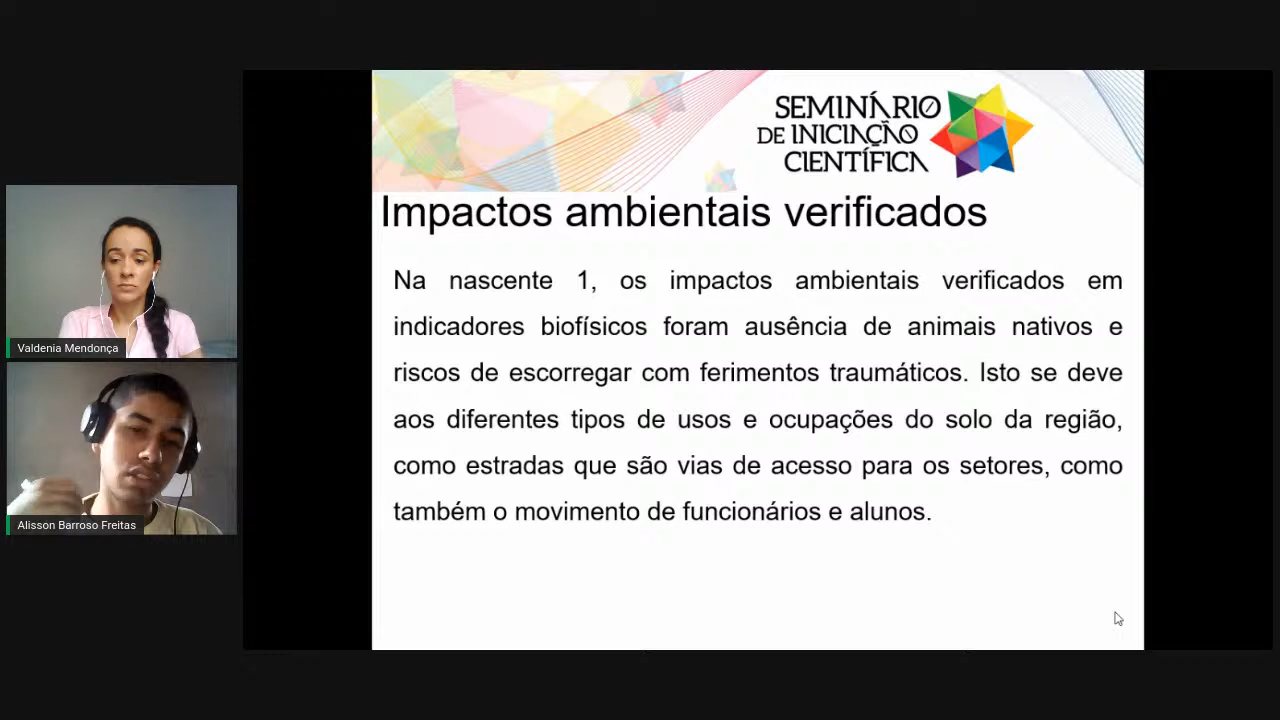 SEMINÁRIO
DE INICIAÇÃO
CIENTÍFICA
Impactos ambientais verificados
Na nascente 1, os impactos ambientais verificados em
indicadores biofísicos foram ausência de animais nativos e
riscos de escorregar com ferimentos traumáticos. Isto se deve
aos diferentes tipos de usos e ocupações do solo da região,
como estradas que são vias de acesso para os setores, como
também o movimento de funcionários e alunos.
Valdenia Mendonça
Alisson Barroso Freitas